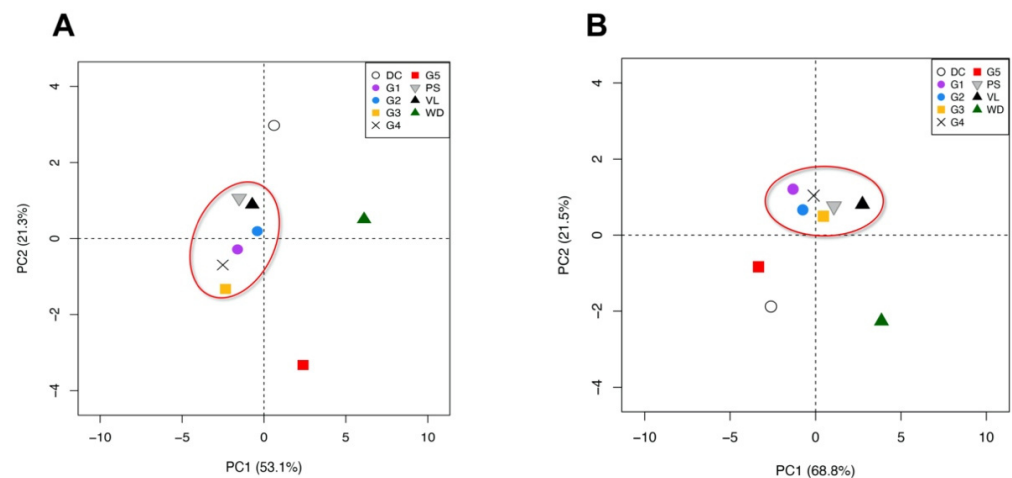 A
4
2
0
−2
−4
PC2 (21.3%)
−10
−5
0
5
10
PC1 (53.1%)
DC G5
G1 PS
G2 VL
G3 WD
G4
B
4
2
0
−2
−4
PC2 (21.5%)
−10
−5
0
5
10
PC1 (68.8%)
DC G5
G1 PS
G2 VL
G3 WD
G4